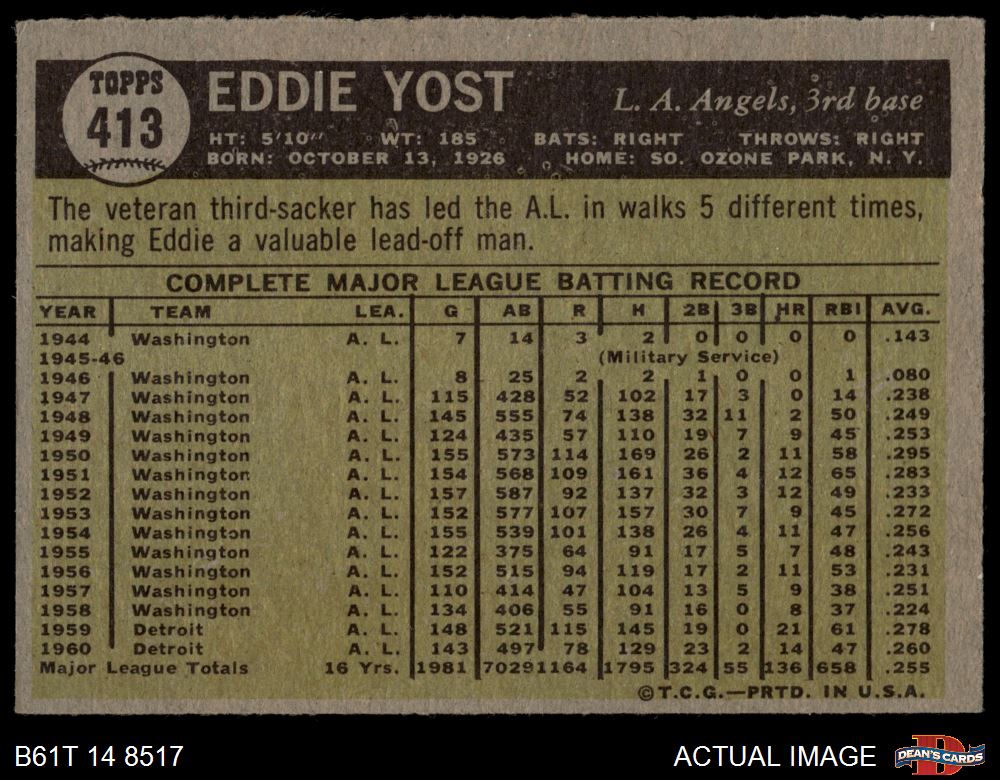 TOPPS
413
EDDIE YOST
L. A. Angels, 3rd base
HT: 5'10" WT: 185 BATS: RIGHT THROWS: RIGHT
BORN: OCTOBER 13, 1926 HOME: SO. OZONE PARK, N. Y.
The veteran third-sacker has led the A.L. in walks 5 different times,
making Eddie a valuable lead-off man.
COMPLETE MAJOR LEAGUE BATTING RECORD
YEAR TEAM LEA. G AB R H 2B 3B HR RBI AVG.
1944 Washington A. L. 7 14 3 2 0 0 0 0 .143
1945-46 (Military Service)
1946 Washington A. L. 8 25 2 2 1 0 0 1 .080
1947 Washington A. L. 115 428 52 102 17 3 0 14 .238
1948 Washington A. L. 145 555 74 138 32 11 2 50 .249
1949 Washington A. L. 124 435 57 110 19 7 9 45 .253
1950 Washington A. L. 155 573 114 169 26 2 11 58 .295
1951 Washington A. L. 154 568 109 161 36 4 12 65 .283
1952 Washington A. L. 157 587 92 137 32 3 12 49 .233
1953 Washington A. L. 152 577 107 157 30 7 9 45 .272
1954 Washington A. L. 155 539 101 138 26 4 11 47 .256
1955 Washington A. L. 122 375 64 91 17 5 7 48 .243
1956 Washington A. L. 152 515 94 119 17 2 11 53 .231
1957 Washington A. L. 110 414 47 104 13 5 9 38 .251
1958 Washington A. L. 134 406 55 91 16 0 8 37 .224
1959 Detroit A. L. 148 521 115 145 19 0 21 61 .278
1960 Detroit A. L. 143 497 78 129 23 2 14 47 .260
Major League Totals 16 Yrs. 1981 7029 1164 1795 324 55 136 658 .255
©T.C.G.—PRTD. IN U.S.A.
B61T 14 8517 ACTUAL IMAGE
DEAN'S CARDS